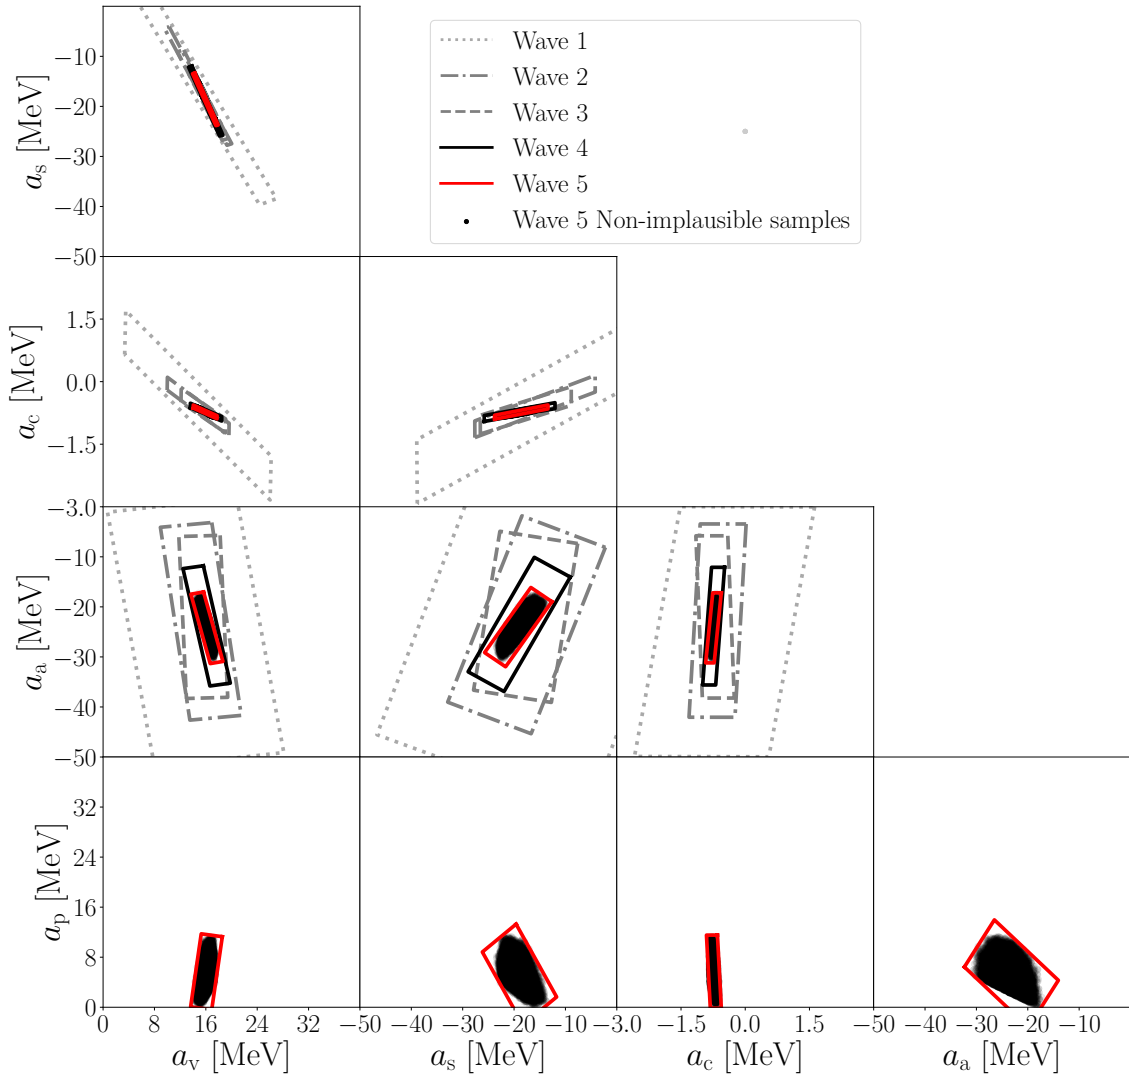 Wave 1
Wave 2
Wave 3
Wave 4
Wave 5
Wave 5 Non-implausible samples
−10
−20
−30
−40
−50
a_s [MeV]
1.5
0.0
−1.5
−3.0
a_c [MeV]
−10
−20
−30
−40
−50
a_a [MeV]
32
24
16
8
0
a_p [MeV]
0 8 16 24 32
−50 −40 −30 −20 −10
−3.0 −1.5 0.0 1.5
−50 −40 −30 −20 −10
a_v [MeV]
a_s [MeV]
a_c [MeV]
a_a [MeV]